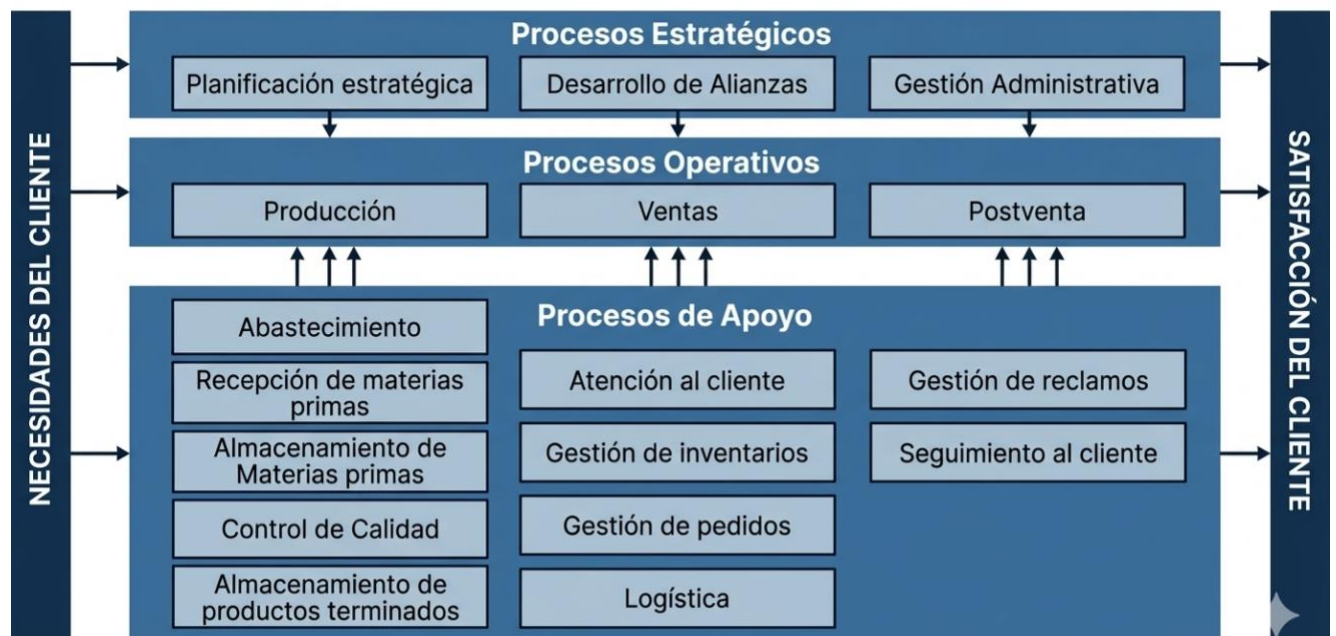 NECESIDADES DEL CLIENTE
Procesos Estratégicos
Planificación estratégica
Desarrollo de Alianzas
Gestión Administrativa
Procesos Operativos
Producción
Ventas
Postventa
Procesos de Apoyo
Abastecimiento
Recepción de materias
primas
Almacenamiento de
Materias primas
Control de Calidad
Almacenamiento de
productos terminados
Atención al cliente
Gestión de inventarios
Gestión de pedidos
Logística
Gestión de reclamos
Seguimiento al cliente
SATISFACCIÓN DEL CLIENTE